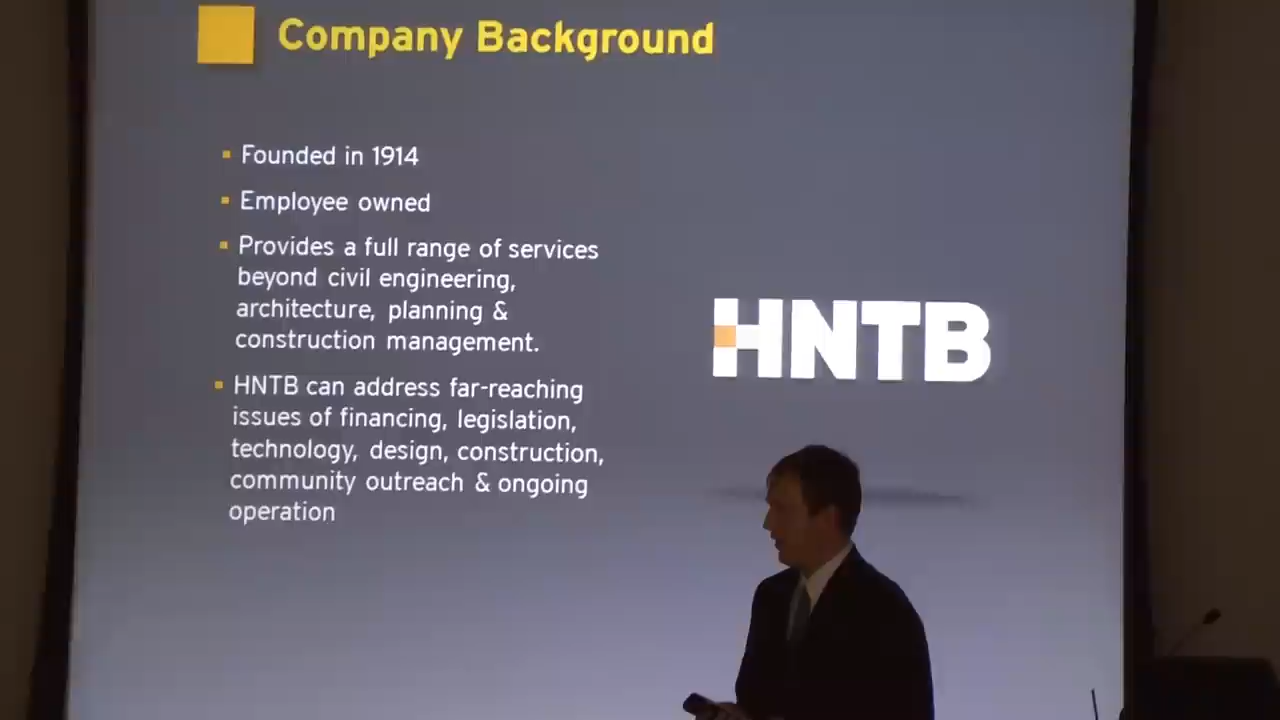 Company Background
Founded in 1914
Employee owned
Provides a full range of services
beyond civil engineering,
architecture, planning &
construction management.
HNTB can address far-reaching
issues of financing, legislation,
technology, design, construction,
community outreach & ongoing
operation
HNTB